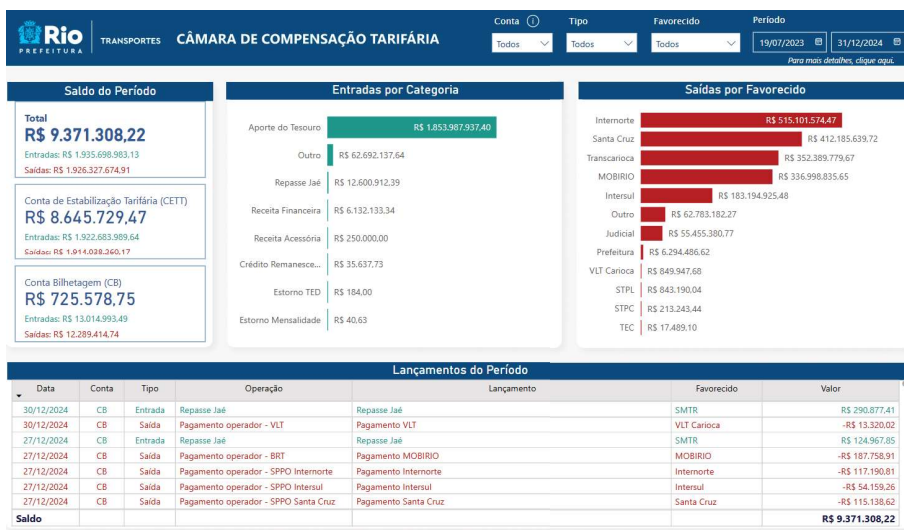 Rio
PREFEITURA
TRANSPORTES
CÂMARA DE COMPENSAÇÃO TARIFÁRIA
Conta
Todos
Tipo
Todos
Favorecido
Todos
Período
19/07/2023
31/12/2024
Para mais detalhes, clique aqui.
Saldo do Período
Total
R$ 9.371.308,22
Entradas: R$ 1.935.698.983,13
Saídas: R$ 1.926.327.674,91
Conta de Estabilização Tarifária (CETT)
R$ 8.645.729,47
Entradas: R$ 1.922.683.989,64
Saídas: R$ 1.914.038.260,17
Conta Bilhetagem (CB)
R$ 725.578,75
Entradas: R$ 13.014.993,49
Saídas: R$ 12.289.414,74
Entradas por Categoria
Aporte do Tesouro R$ 1.853.987.937,40
Outro R$ 62.692.137,64
Repasse Jaé R$ 12.600.912,39
Receita Financeira R$ 6.132.133,34
Receita Acessória R$ 250.000,00
Crédito Remanesce... R$ 35.637,73
Estorno TED R$ 184,00
Estorno Mensalidade R$ 40,63
Saídas por Favorecido
Internorte R$ 515.101.574,47
Santa Cruz R$ 412.185.639,72
Transcarioca R$ 352.389.779,67
MOBIRIO R$ 336.998.835,65
Intersul R$ 183.194.925,48
Outro R$ 62.783.182,27
Judicial R$ 55.455.380,77
Prefeitura R$ 6.294.486,62
VLT Carioca R$ 849.947,68
STPL R$ 843.190,04
STPC R$ 213.243,44
TEC R$ 17.489,10
Lançamentos do Período
Data Conta Tipo Operação Lançamento Favorecido Valor
30/12/2024 CB Entrada Repasse Jaé Repasse Jaé SMTR R$ 290.877,41
30/12/2024 CB Saída Pagamento operador - VLT Pagamento VLT VLT Carioca -R$ 13.320,02
27/12/2024 CB Entrada Repasse Jaé Repasse Jaé SMTR R$ 124.967,85
27/12/2024 CB Saída Pagamento operador - BRT Pagamento MOBIRIO MOBIRIO -R$ 187.758,91
27/12/2024 CB Saída Pagamento operador - SPPO Internorte Pagamento Internorte Internorte -R$ 117.190,81
27/12/2024 CB Saída Pagamento operador - SPPO Intersul Pagamento Intersul Intersul -R$ 54.159,26
27/12/2024 CB Saída Pagamento operador - SPPO Santa Cruz Pagamento Santa Cruz Santa Cruz -R$ 115.138,62
Saldo R$ 9.371.308,22